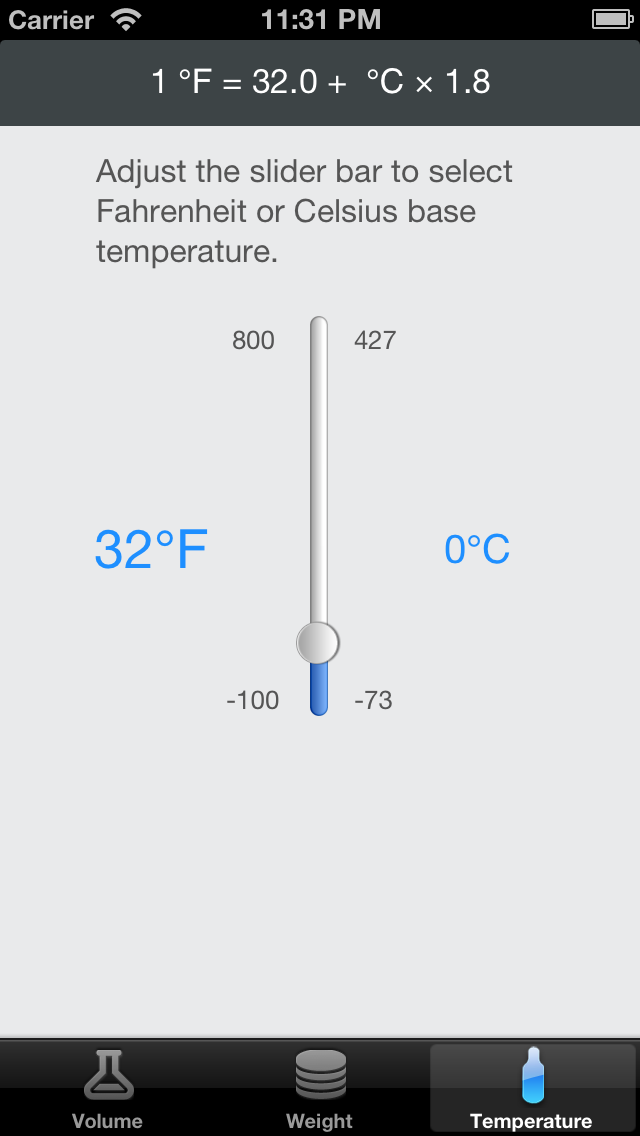 Carrier 11:31 PM
1 °F = 32.0 + °C × 1.8
Adjust the slider bar to select
Fahrenheit or Celsius base
temperature.
800 427
32°F 0°C
-100 -73
Volume Weight Temperature